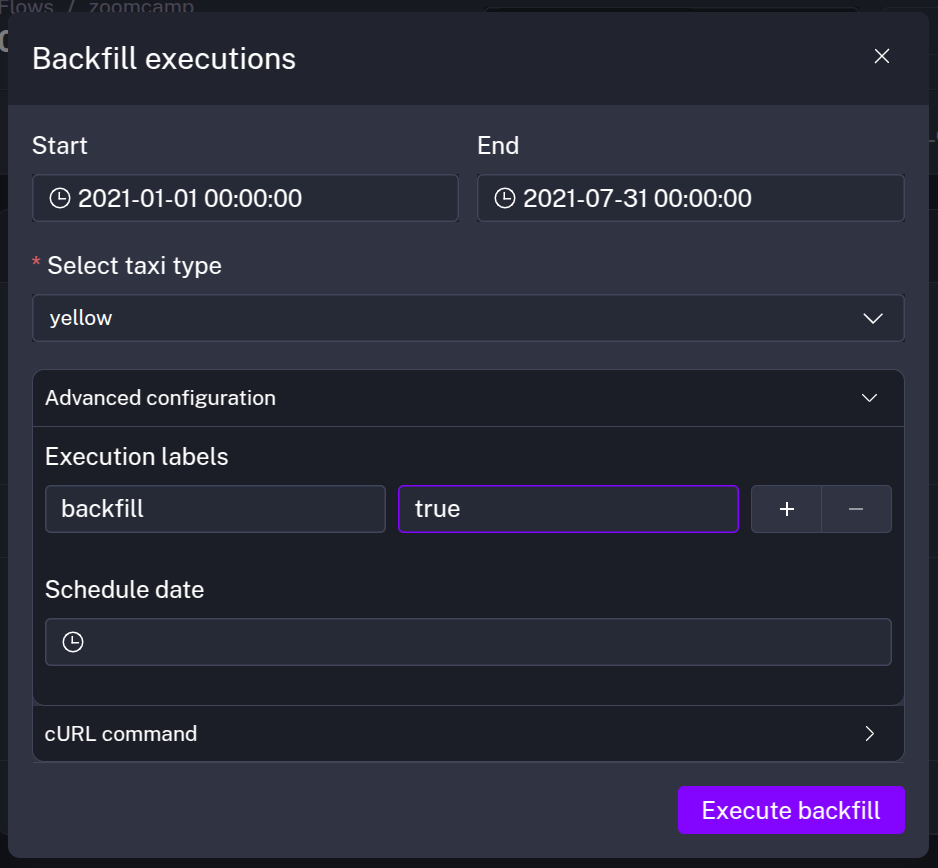 Flows / zoomcamp
Backfill executions
Start
End
2021-01-01 00:00:00
2021-07-31 00:00:00
* Select taxi type
yellow
Advanced configuration
Execution labels
backfill
true
+
−
Schedule date
cURL command
Execute backfill